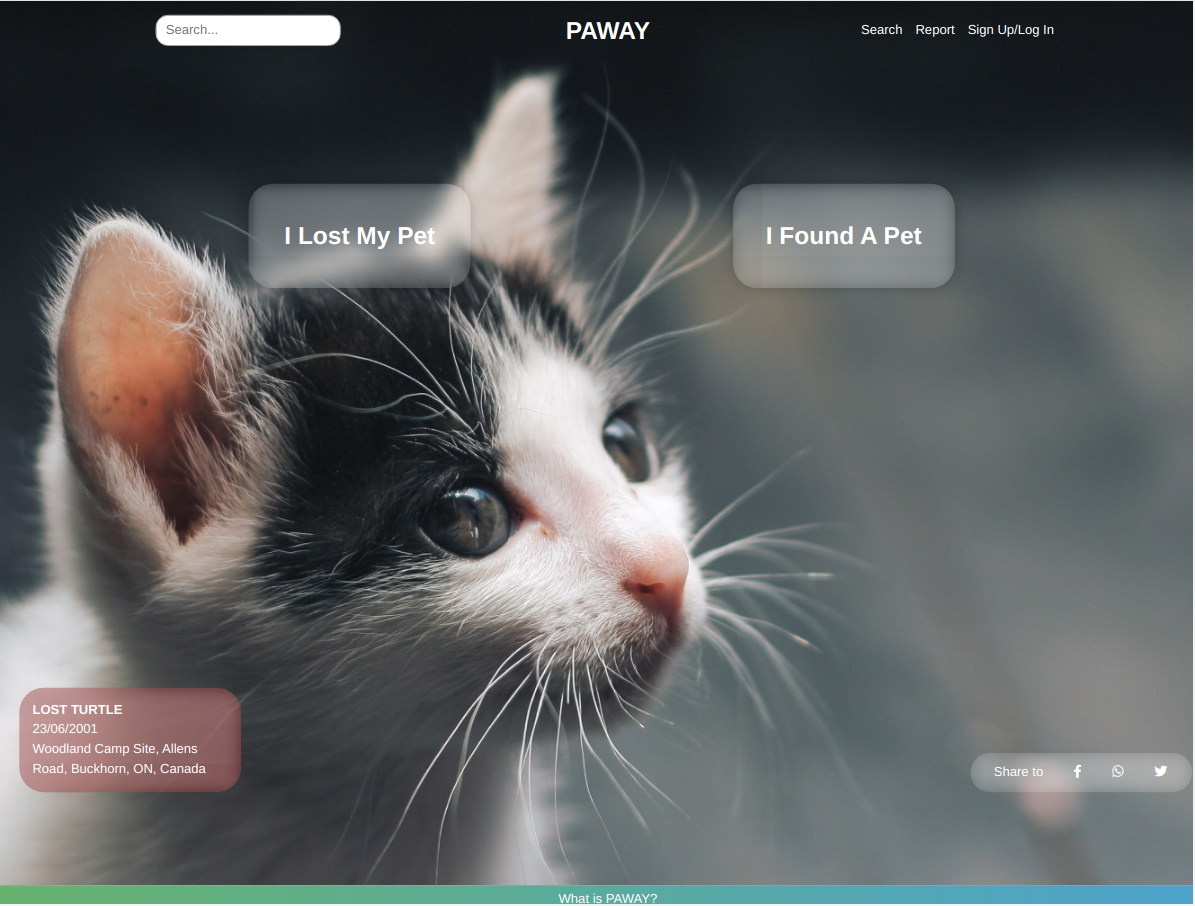 Search...
PAWAY
Search Report Sign Up/Log In
I Lost My Pet
I Found A Pet
LOST TURTLE
23/06/2001
Woodland Camp Site, Allens
Road, Buckhorn, ON, Canada
Share to
What is PAWAY?